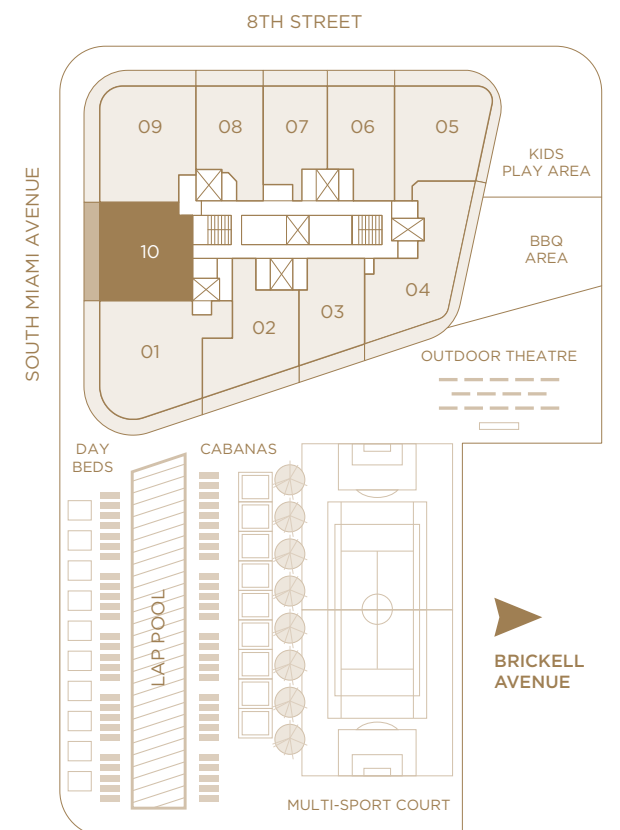 8TH STREET
SOUTH MIAMI AVENUE
09
08
07
06
05
KIDS
PLAY AREA
10
BBQ
AREA
04
03
02
01
OUTDOOR THEATRE
DAY
BEDS
CABANAS
LAP POOL
BRICKELL
AVENUE
MULTI-SPORT COURT